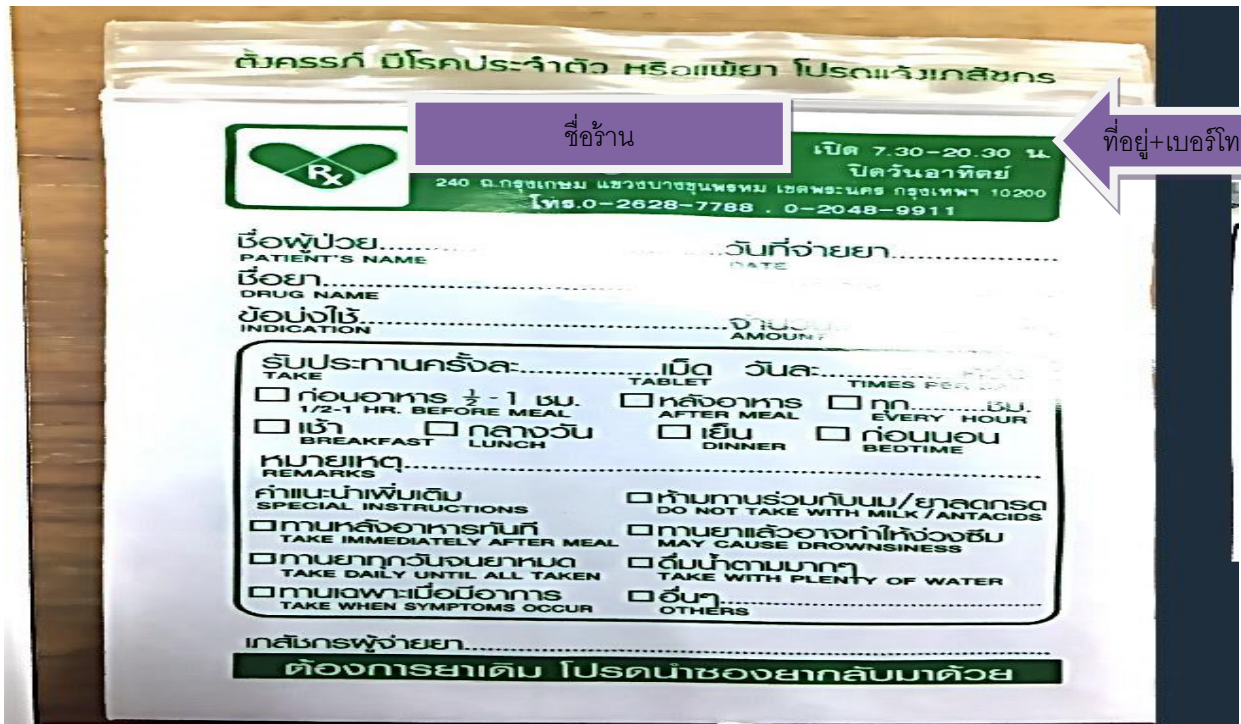 ตั้งครรภ์ มีโรคประจำตัว หรือแพ้ยา โปรดแจ้งเภสัชกร
ชื่อร้าน
ที่อยู่+เบอร์โท
Rx
เปิด 7.30-20.30 น.
ปิดวันอาทิตย์
240 ถ.กรุงเกษม แขวงบางขุนพรหม เขตพระนคร กรุงเทพฯ 10200
โทร.0-2628-7788 . 0-2048-9911
ชื่อผู้ป่วย.....................วันที่จ่ายยา.....................
PATIENT'S NAME DATE
ชื่อยา.....................
DRUG NAME
ข้อบ่งใช้.....................จำนวน
INDICATION AMOUNT
รับประทานครั้งละ...............เม็ด วันละ...............
TAKE TABLET TIMES PER
☐ ก่อนอาหาร ½ - 1 ชม. ☐ หลังอาหาร ☐ ทุก..........ชม.
1/2-1 HR. BEFORE MEAL AFTER MEAL EVERY HOUR
☐ เช้า ☐ กลางวัน ☐ เย็น ☐ ก่อนนอน
BREAKFAST LUNCH DINNER BEDTIME
หมายเหตุ.....................
REMARKS
คำแนะนำเพิ่มเติม ☐ ห้ามทานร่วมกับนม/ยาลดกรด
SPECIAL INSTRUCTIONS DO NOT TAKE WITH MILK/ANTACIDS
☐ ทานหลังอาหารทันที ☐ ทานยาแล้วอาจทำให้ง่วงซึม
TAKE IMMEDIATELY AFTER MEAL MAY CAUSE DROWNSINESS
☐ ทานยาทุกวันจนยาหมด ☐ ดื่มน้ำตามมากๆ
TAKE DAILY UNTIL ALL TAKEN TAKE WITH PLENTY OF WATER
☐ ทานเฉพาะเมื่อมีอาการ ☐ อื่นๆ.....................
TAKE WHEN SYMPTOMS OCCUR OTHERS
เภสัชกรผู้จ่ายยา.....................
ต้องการยาเดิม โปรดนำซองยากลับมาด้วย